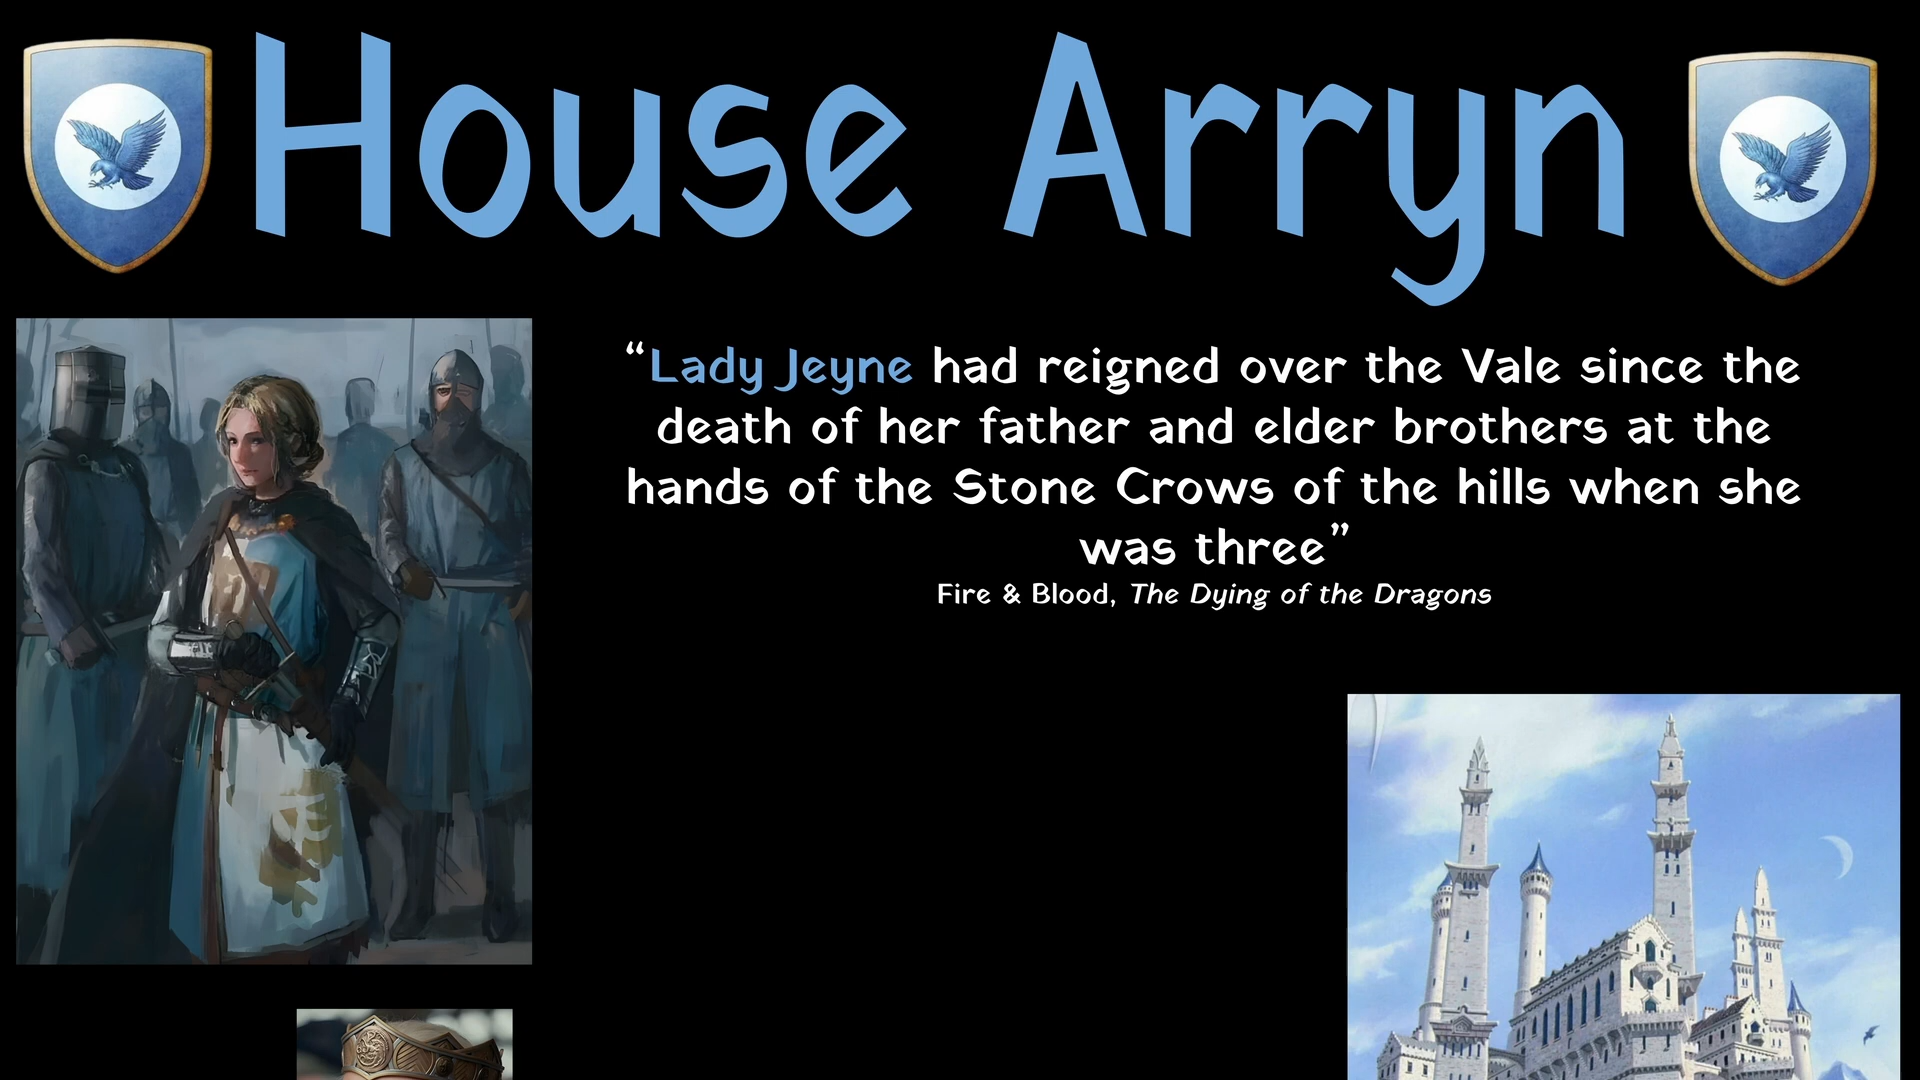 House Arryn
“Lady Jeyne had reigned over the Vale since the
death of her father and elder brothers at the
hands of the Stone Crows of the hills when she
was three”
Fire & Blood, The Dying of the Dragons